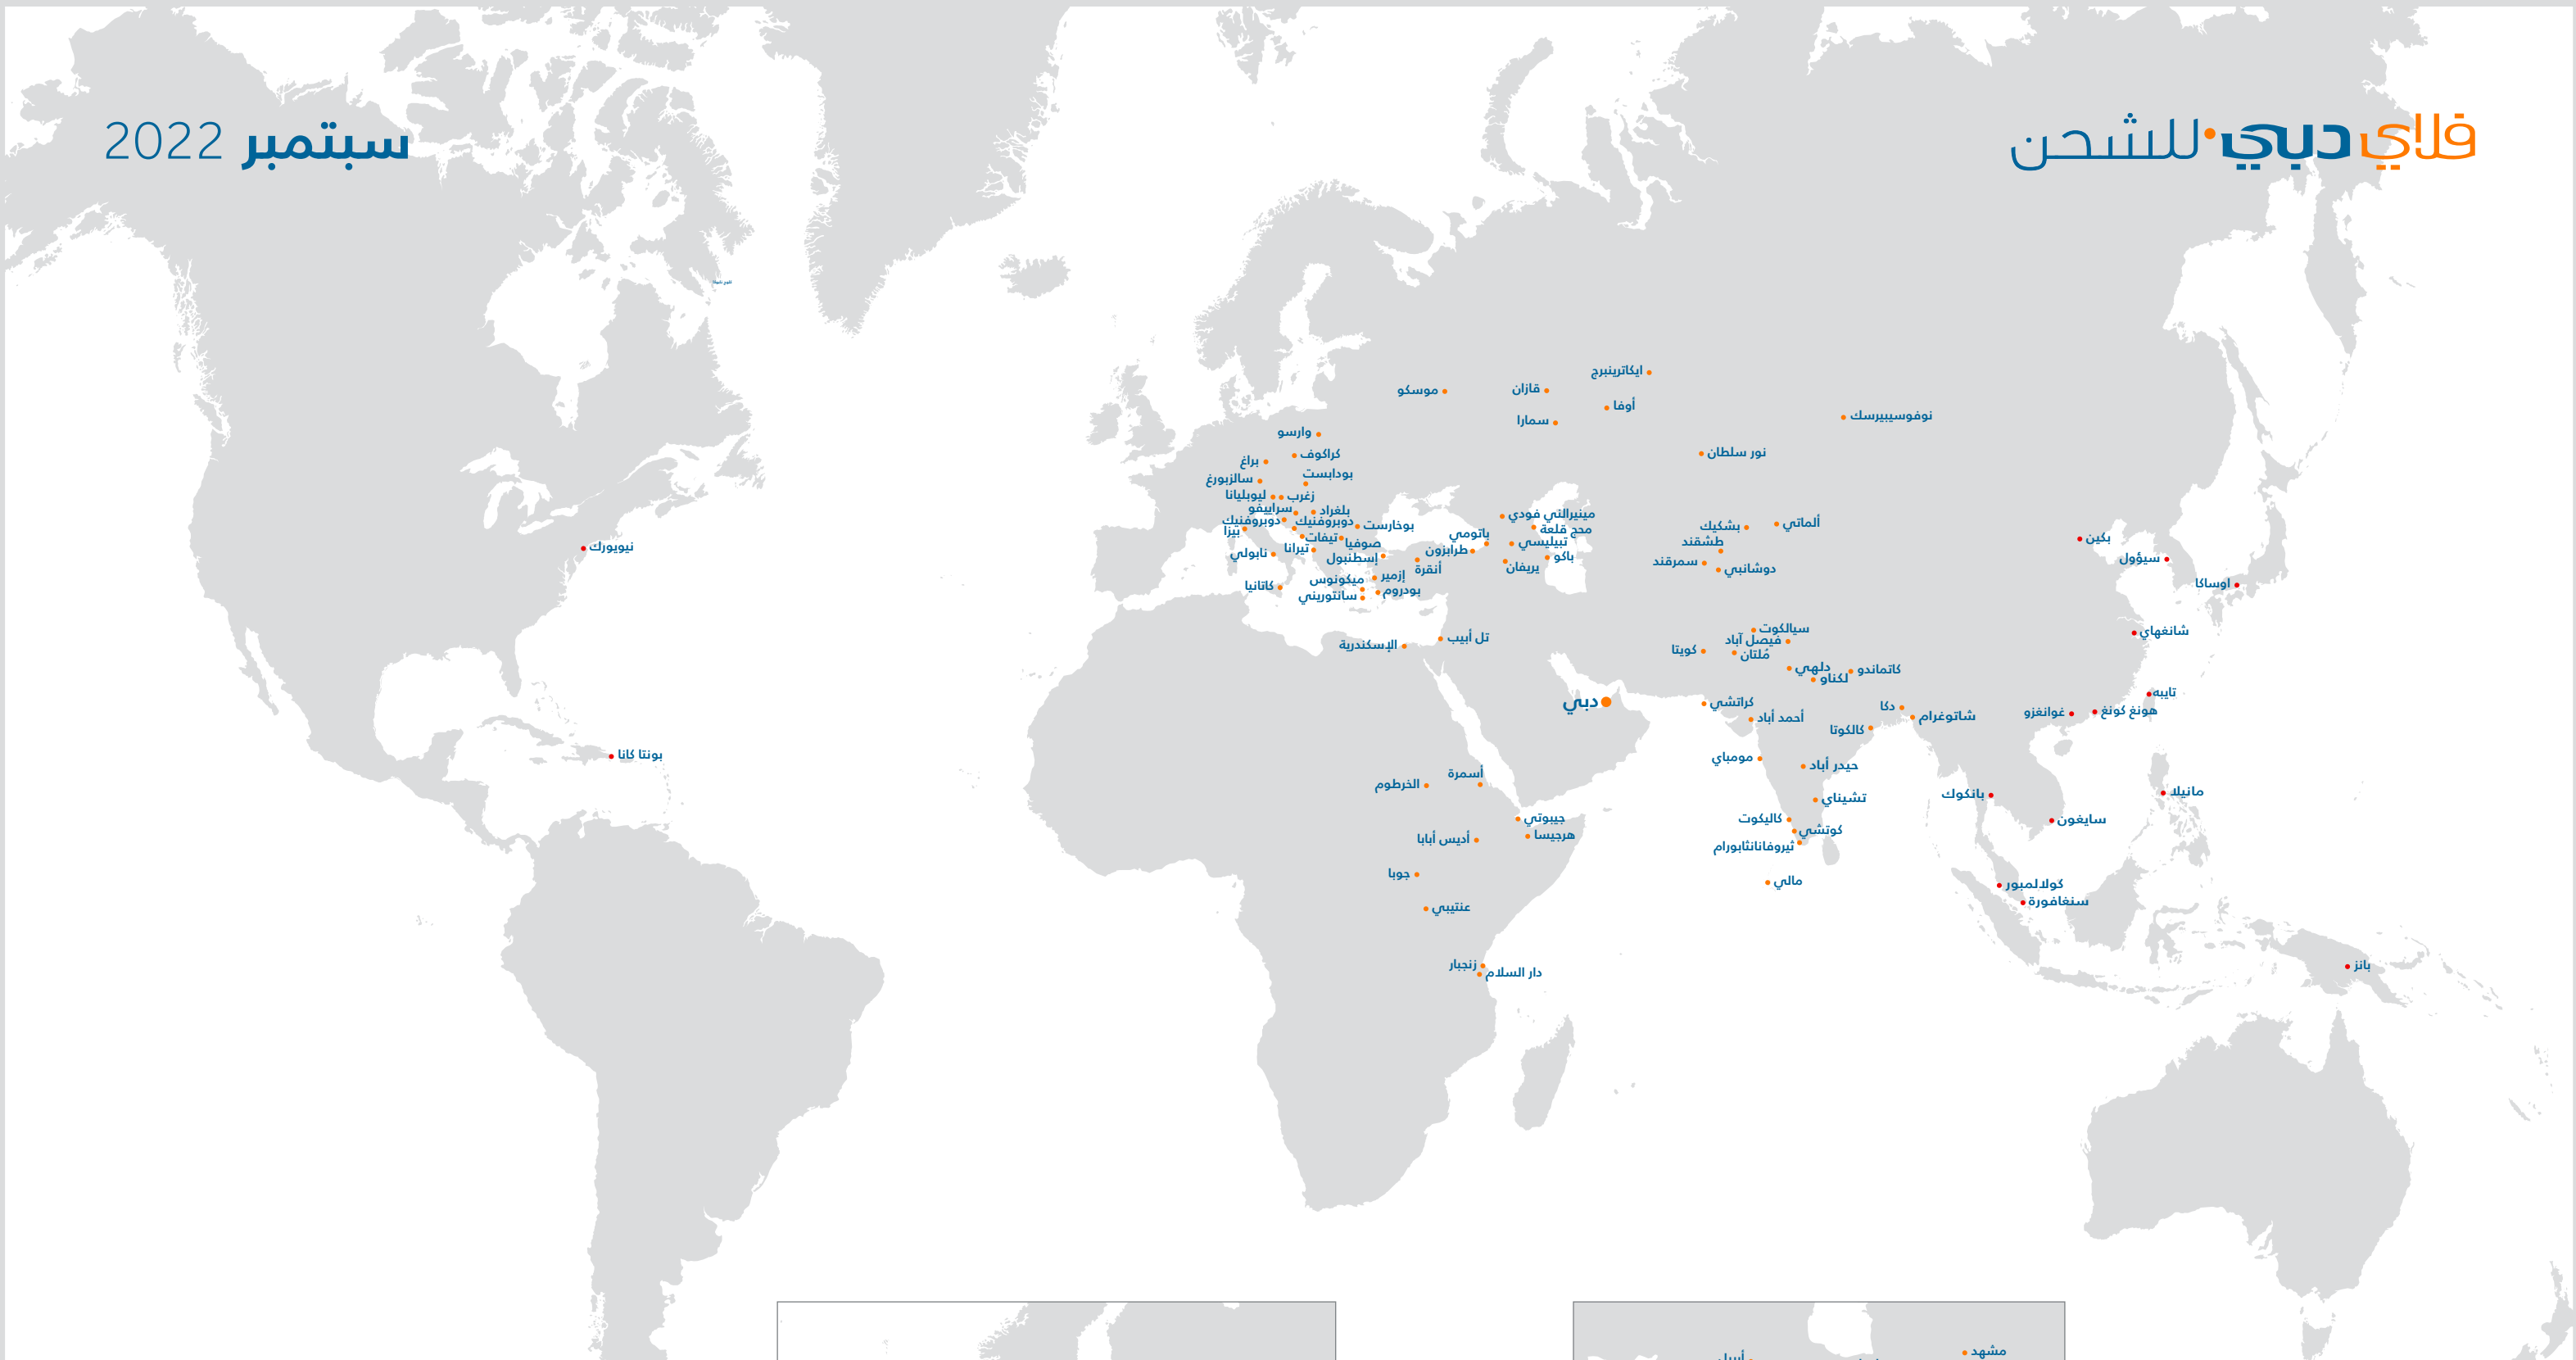 فلاي دبي للشحن
سبتمبر 2022
ايكاترينبرج
قازان
موسكو
أوفا
نوفوسيبيرسك
سمارا
وارسو
نور سلطان
كراكوف
براغ
بودابست
سالزبورغ
زغرب
ليوبليانا
سراييفو
بلغراد
مينيرالني فودي
دوبروفنيك
دوبروفنيك
بوخارست
ألماتي
بشكيك
محج قلعة
بيزا
باتومي
تيفات
صوفيا
تبيليسي
طشقند
بكين
نيويورك
تيرانا
نابولي
إسطنبول
طرابزون
باكو
سيؤول
أنقرة
يريفان
سمرقند
دوشانبي
إزمير
ميكونوس
اوساكا
كاتانيا
بودروم
سانتوريني
سيالكوت
شانغهاي
تل أبيب
فيصل آباد
الإسكندرية
كويتا
مُلتان
دلهي
كاتماندو
لكناو
تايبه
دبي
كراتشي
دكا
هونغ كونغ
غوانغزو
شاتوغرام
أحمد أباد
كالكوتا
بونتا كانا
مومباي
حيدر أباد
أسمرة
الخرطوم
مانيلا
بانكوك
تشيناي
جيبوتي
كاليكوت
سايغون
هرجيسا
كوتشي
أديس أبابا
ثيروفانانثابورام
جوبا
مالي
كولالمبور
سنغافورة
عنتيبي
زنجبار
دار السلام
بانز
مشهد